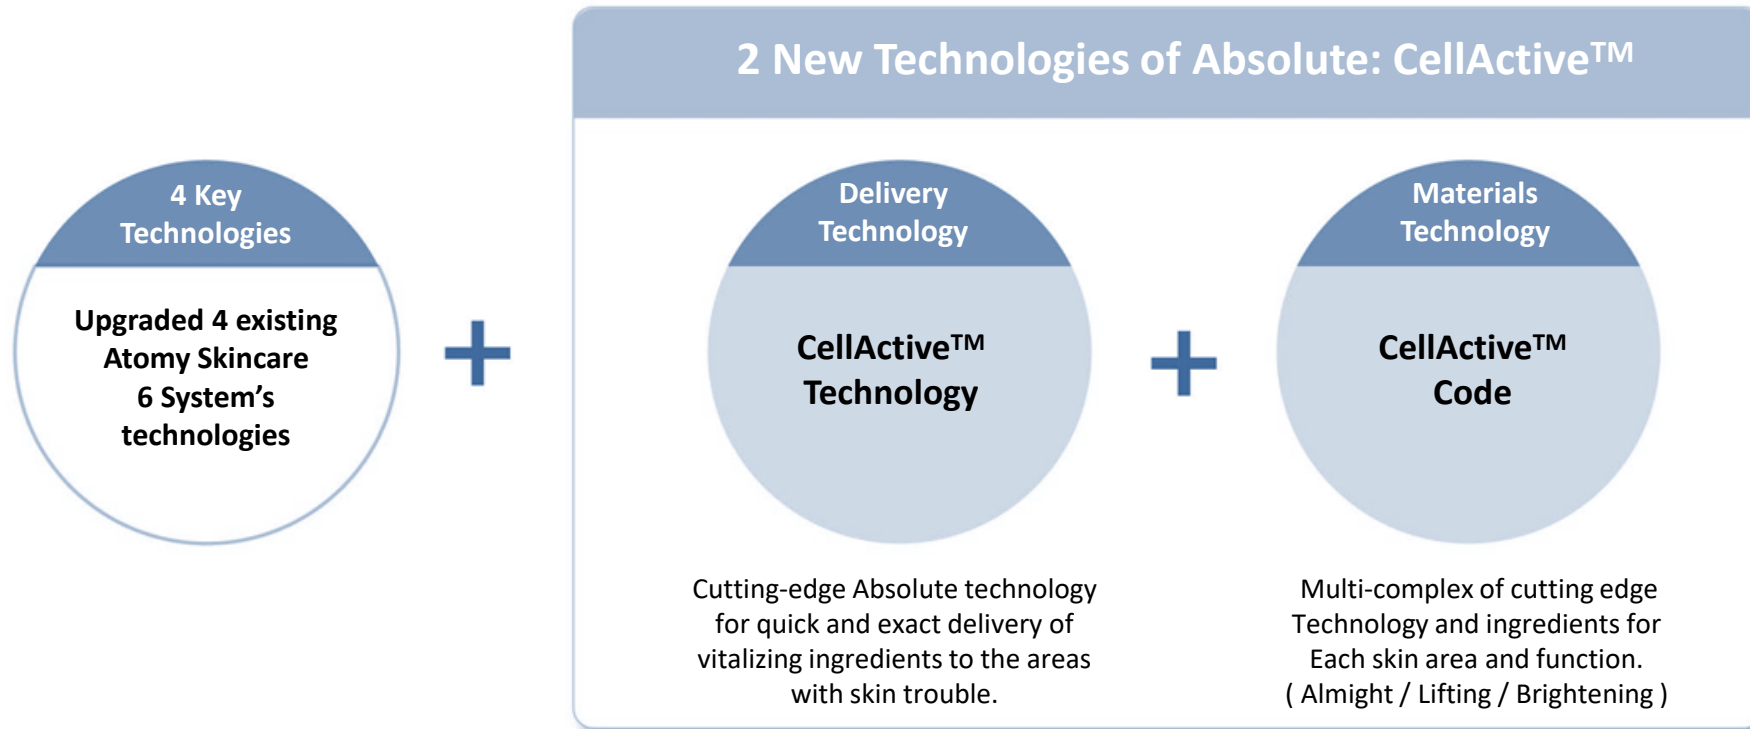 2 New Technologies of Absolute: CellActive™
4 Key
Technologies
Upgraded 4 existing
Atomy Skincare
6 System’s
technologies
+
Delivery
Technology
CellActive™
Technology
Cutting-edge Absolute technology
for quick and exact delivery of
vitalizing ingredients to the areas
with skin trouble.
+
Materials
Technology
CellActive™
Code
Multi-complex of cutting edge
Technology and ingredients for
Each skin area and function.
( Almight / Lifting / Brightening )